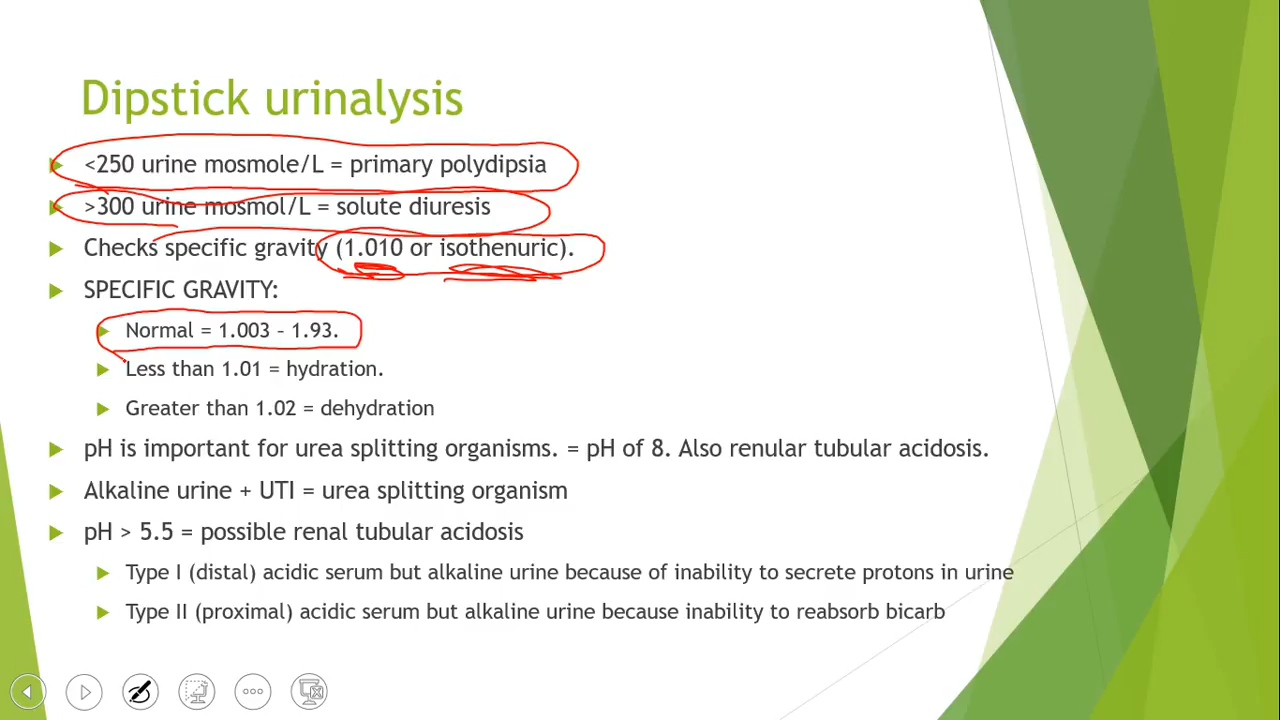 Dipstick urinalysis
<250 urine mosmole/L = primary polydipsia
>300 urine mosmol/L = solute diuresis
Checks specific gravity (1.010 or isothenuric).
SPECIFIC GRAVITY:
Normal = 1.003 – 1.93.
Less than 1.01 = hydration.
Greater than 1.02 = dehydration
pH is important for urea splitting organisms. = pH of 8. Also renular tubular acidosis.
Alkaline urine + UTI = urea splitting organism
pH > 5.5 = possible renal tubular acidosis
Type I (distal) acidic serum but alkaline urine because of inability to secrete protons in urine
Type II (proximal) acidic serum but alkaline urine because inability to reabsorb bicarb